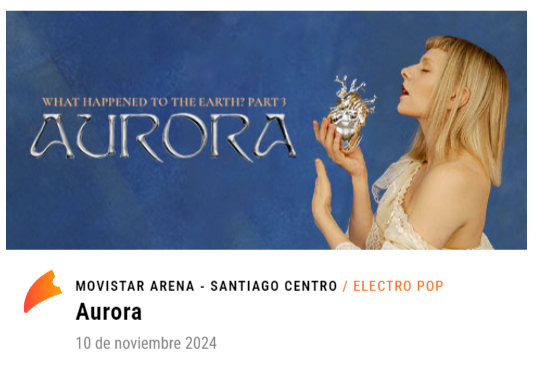 WHAT HAPPENED TO THE EARTH? PART 3
AURORA
MOVISTAR ARENA - SANTIAGO CENTRO / ELECTRO POP
Aurora
10 de noviembre 2024